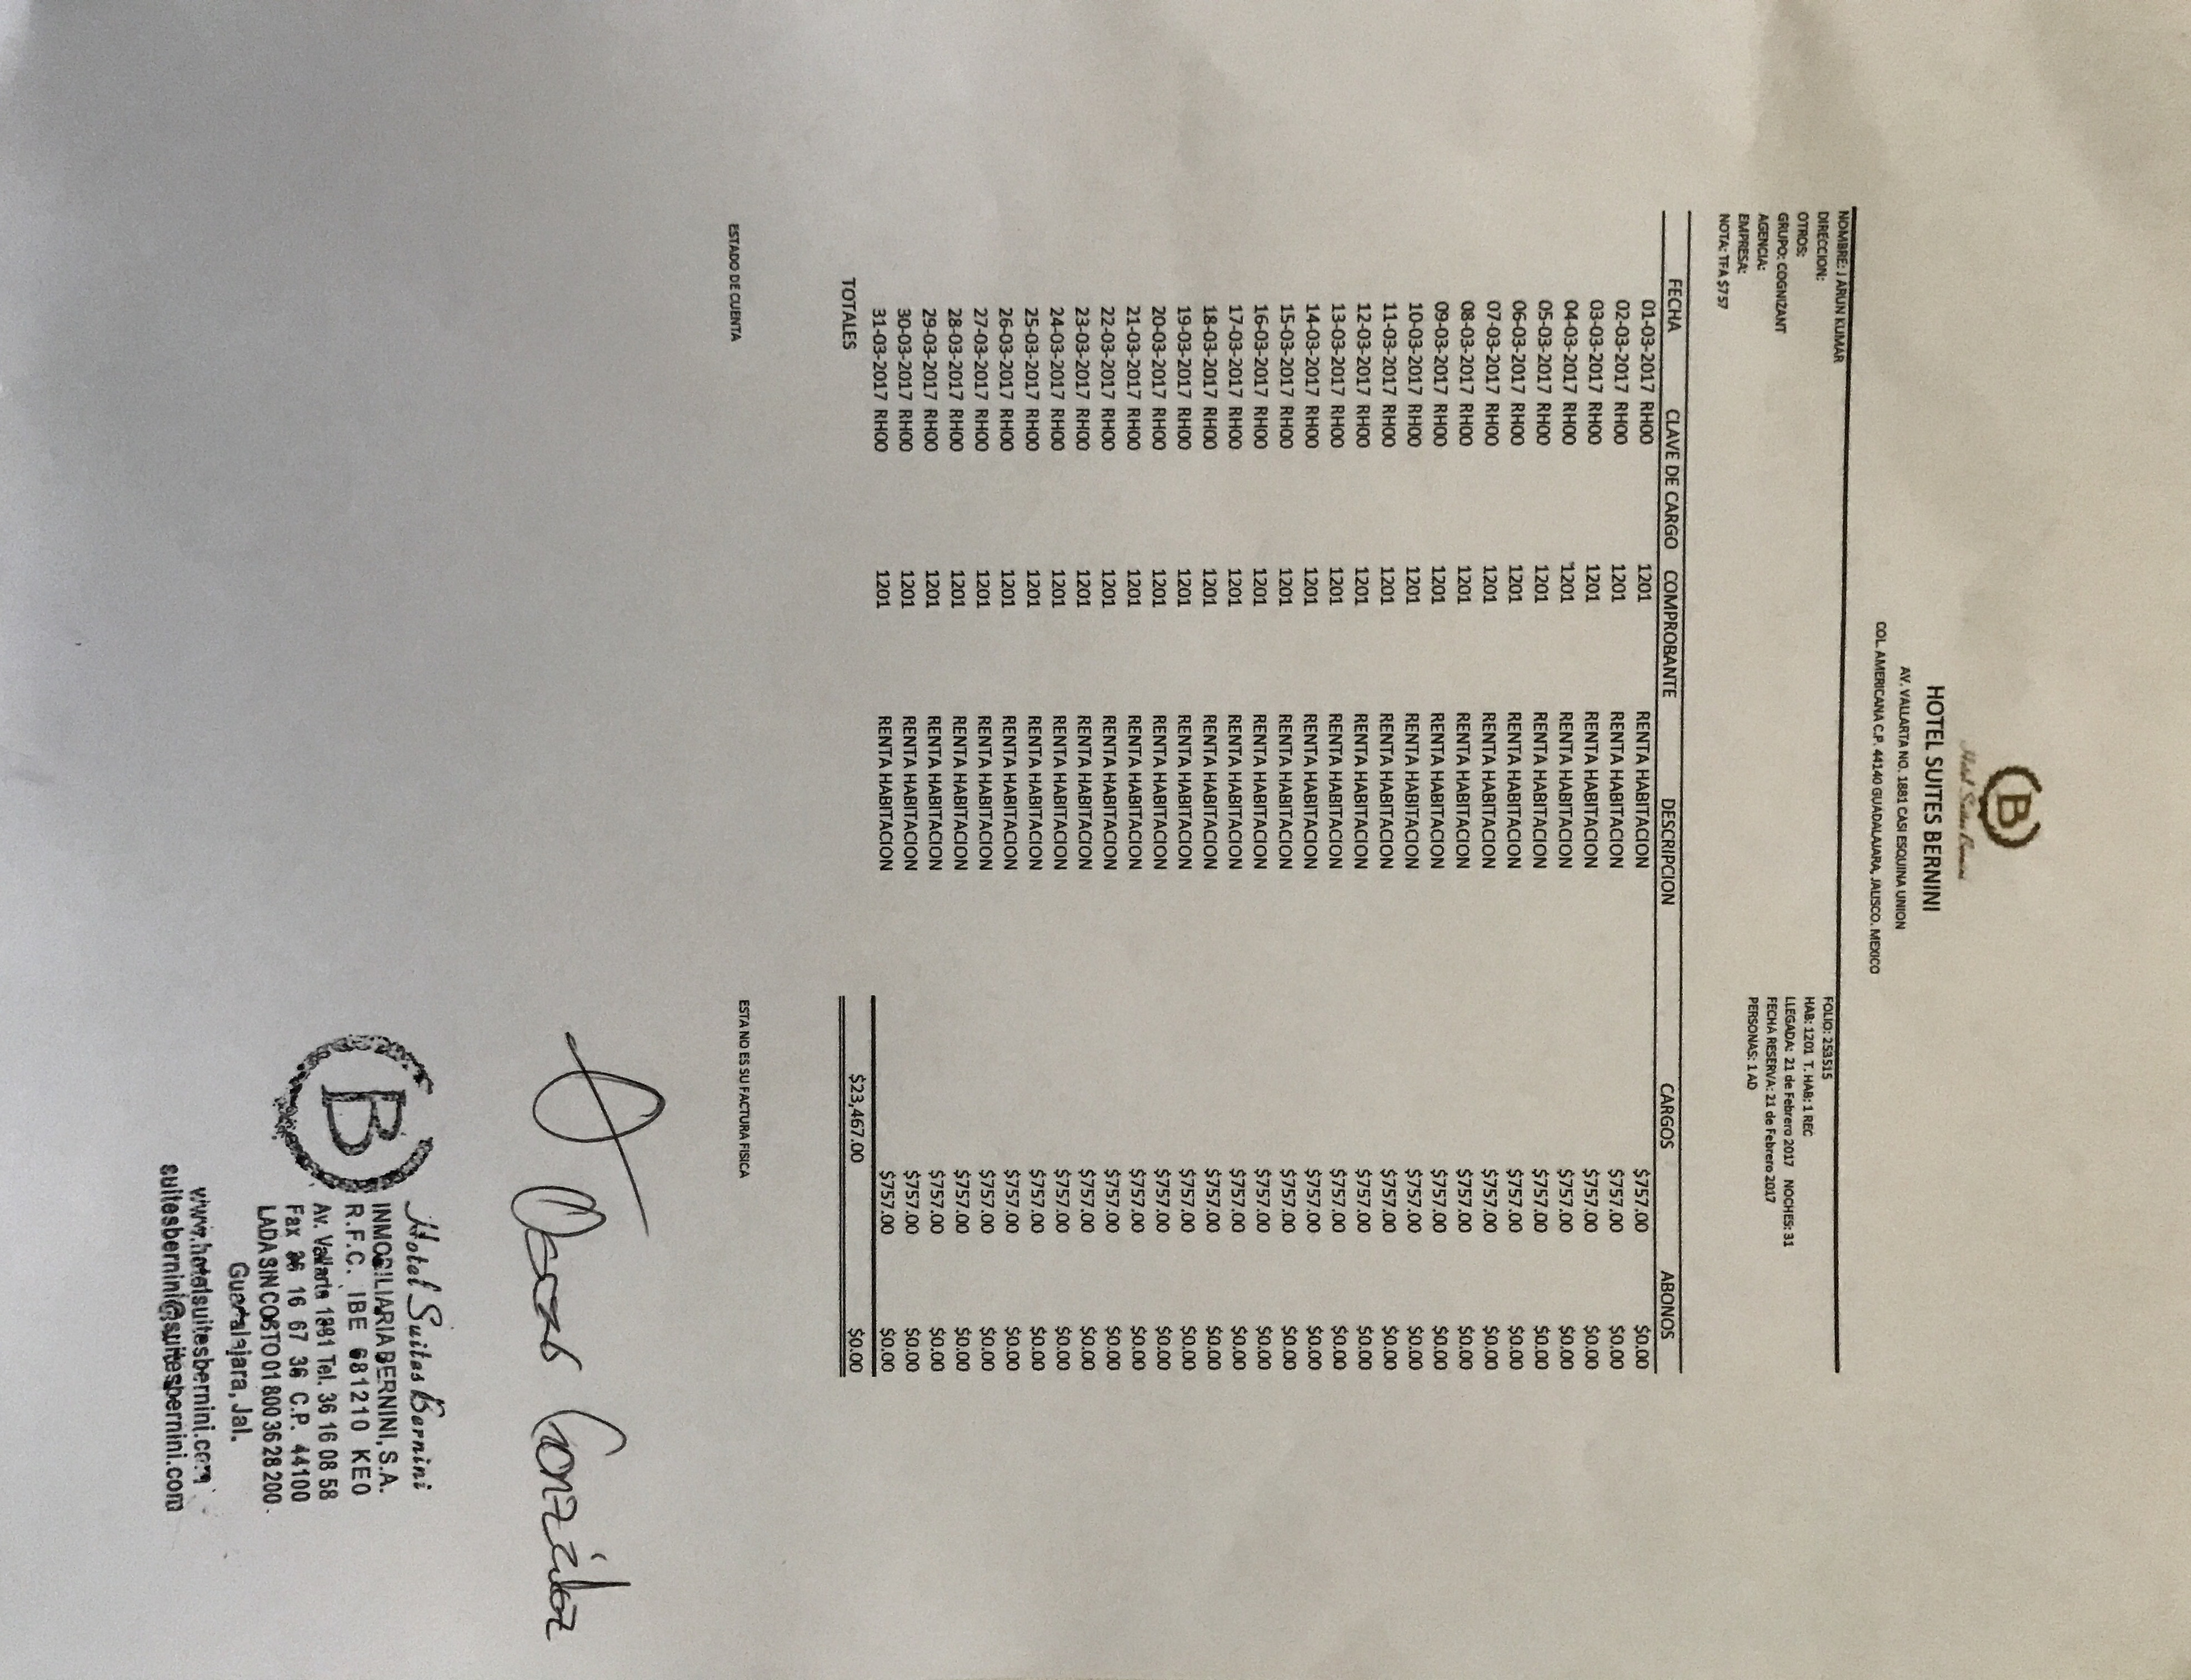 B
Hotel Suites Bernini
HOTEL SUITES BERNINI
AV. VALLARTA NO. 1881 CASI ESQUINA UNION
COL. AMERICANA C.P. 44140 GUADALAJARA, JALISCO. MEXICO
NOMBRE: J ARUN KUMAR FOLIO: 253515
DIRECCION: HAB: 1201 T. HAB: 1 REC
OTROS: LLEGADA: 21 de Febrero 2017 NOCHES: 31
GRUPO: COGNIZANT FECHA RESERVA: 21 de Febrero 2017
AGENCIA: PERSONAS: 1 AD
EMPRESA:
NOTA: TFA $757
FECHA CLAVE DE CARGO COMPROBANTE DESCRIPCION CARGOS ABONOS
01-03-2017 RH00 1201 RENTA HABITACION $757.00 $0.00
02-03-2017 RH00 1201 RENTA HABITACION $757.00 $0.00
03-03-2017 RH00 1201 RENTA HABITACION $757.00 $0.00
04-03-2017 RH00 1201 RENTA HABITACION $757.00 $0.00
05-03-2017 RH00 1201 RENTA HABITACION $757.00 $0.00
06-03-2017 RH00 1201 RENTA HABITACION $757.00 $0.00
07-03-2017 RH00 1201 RENTA HABITACION $757.00 $0.00
08-03-2017 RH00 1201 RENTA HABITACION $757.00 $0.00
09-03-2017 RH00 1201 RENTA HABITACION $757.00 $0.00
10-03-2017 RH00 1201 RENTA HABITACION $757.00 $0.00
11-03-2017 RH00 1201 RENTA HABITACION $757.00 $0.00
12-03-2017 RH00 1201 RENTA HABITACION $757.00 $0.00
13-03-2017 RH00 1201 RENTA HABITACION $757.00 $0.00
14-03-2017 RH00 1201 RENTA HABITACION $757.00 $0.00
15-03-2017 RH00 1201 RENTA HABITACION $757.00 $0.00
16-03-2017 RH00 1201 RENTA HABITACION $757.00 $0.00
17-03-2017 RH00 1201 RENTA HABITACION $757.00 $0.00
18-03-2017 RH00 1201 RENTA HABITACION $757.00 $0.00
19-03-2017 RH00 1201 RENTA HABITACION $757.00 $0.00
20-03-2017 RH00 1201 RENTA HABITACION $757.00 $0.00
21-03-2017 RH00 1201 RENTA HABITACION $757.00 $0.00
22-03-2017 RH00 1201 RENTA HABITACION $757.00 $0.00
23-03-2017 RH00 1201 RENTA HABITACION $757.00 $0.00
24-03-2017 RH00 1201 RENTA HABITACION $757.00 $0.00
25-03-2017 RH00 1201 RENTA HABITACION $757.00 $0.00
26-03-2017 RH00 1201 RENTA HABITACION $757.00 $0.00
27-03-2017 RH00 1201 RENTA HABITACION $757.00 $0.00
28-03-2017 RH00 1201 RENTA HABITACION $757.00 $0.00
29-03-2017 RH00 1201 RENTA HABITACION $757.00 $0.00
30-03-2017 RH00 1201 RENTA HABITACION $757.00 $0.00
31-03-2017 RH00 1201 RENTA HABITACION $757.00 $0.00
TOTALES $23,467.00 $0.00
ESTADO DE CUENTA ESTA NO ES SU FACTURA FISICA
González
B
Hotel Suites Bernini
INMOBILIARIA BERNINI, S.A.
R.F.C. IBE 681210 KE0
Av. Vallarta 1881 Tel. 36 16 08 58
Fax 16 67 36 C.P. 44100
LADA SIN COSTO 01 800 36 28 200
Guadalajara, Jal.
www.hotelsuitesbernini.com
suitesbernini@suitesbernini.com